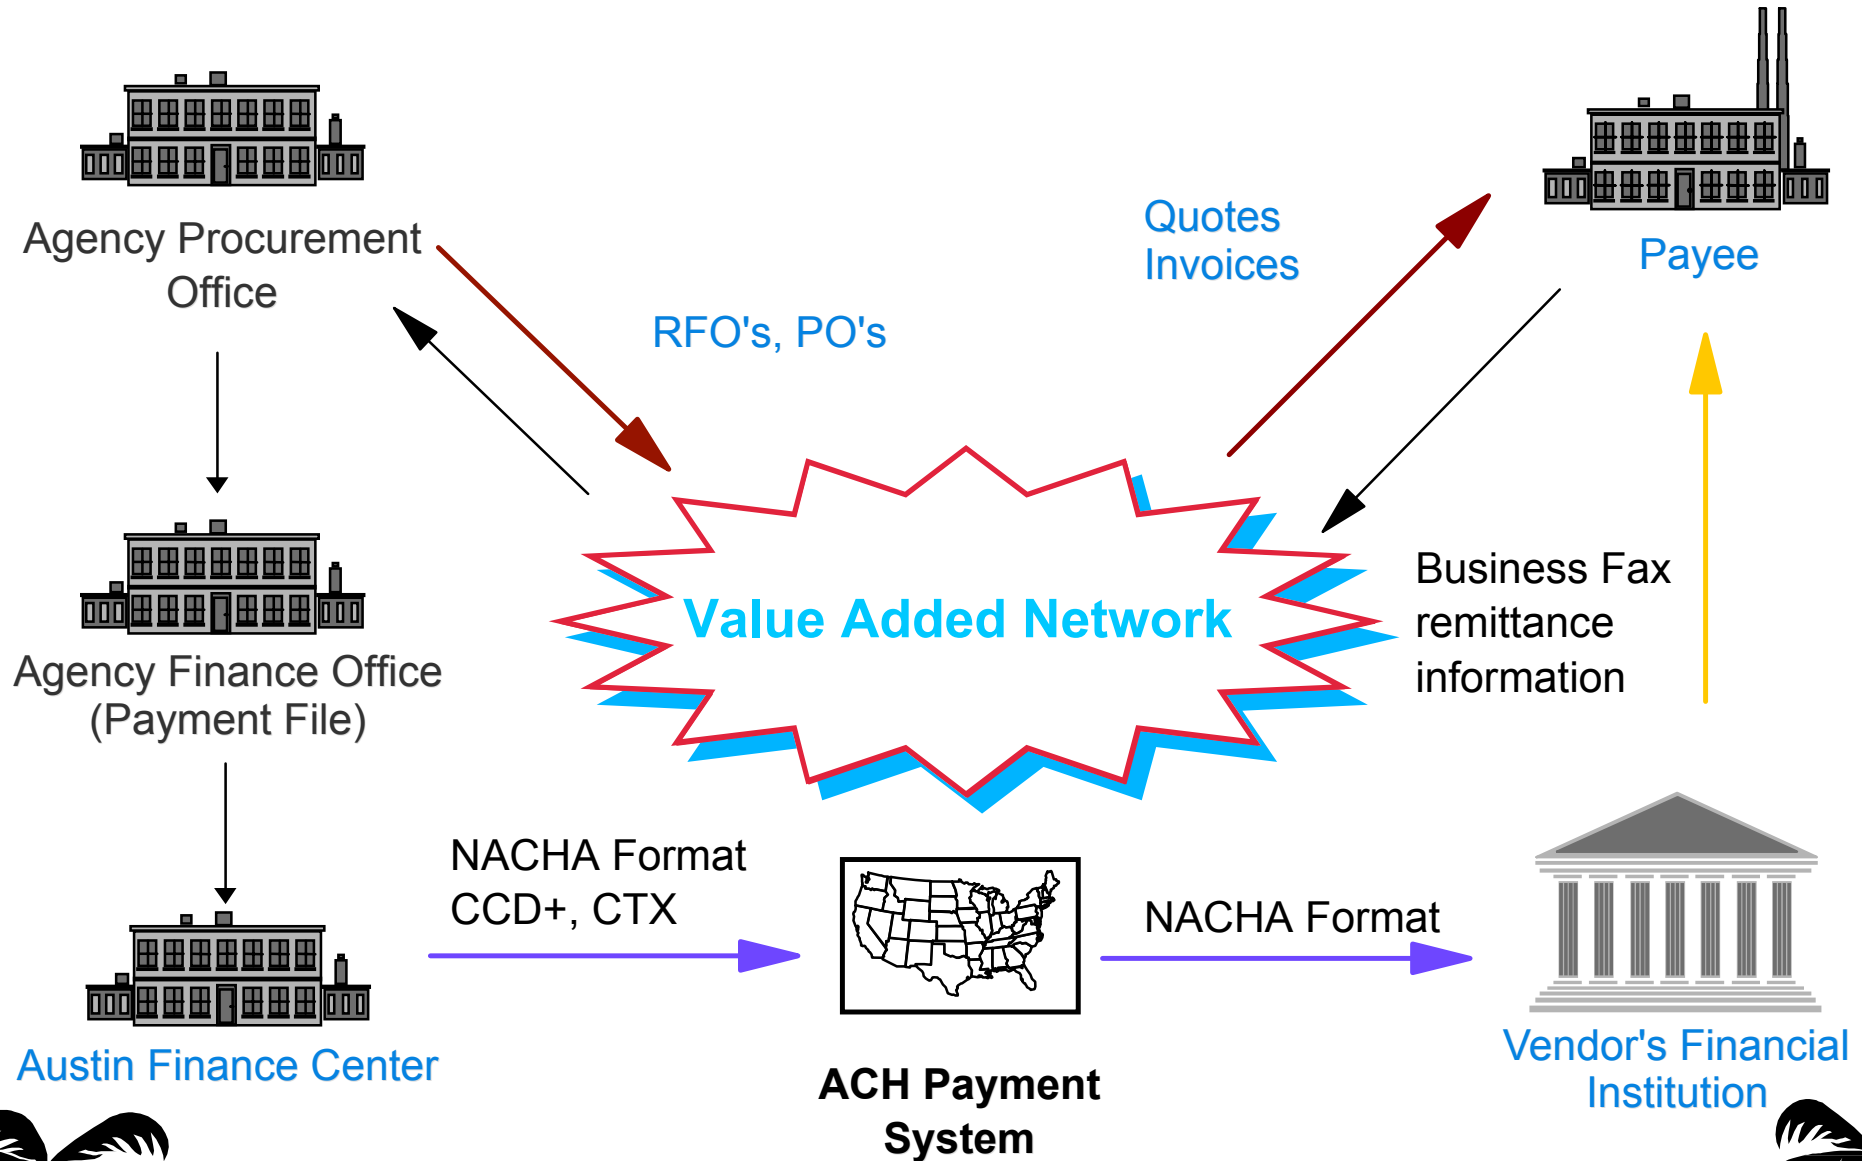 Agency Procurement
Office
RFO's, PO's
Quotes
Invoices
Payee
Agency Finance Office
(Payment File)
Value Added Network
Business Fax
remittance
information
Austin Finance Center
NACHA Format
CCD+, CTX
ACH Payment
System
NACHA Format
Vendor's Financial
Institution